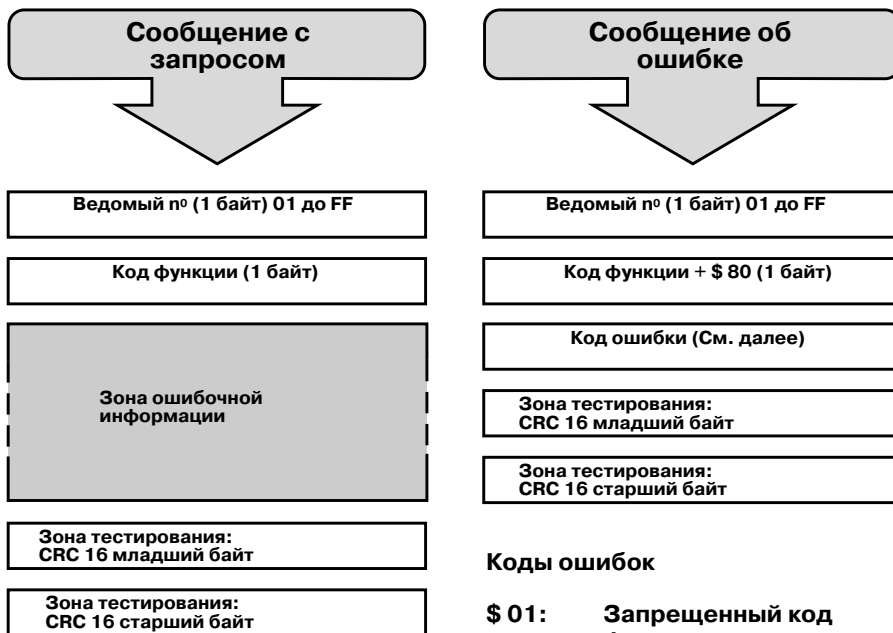 Сообщение с
запросом
Ведомый nº (1 байт) 01 до FF
Код функции (1 байт)
Зона ошибочной
информации
Зона тестирования:
CRC 16 младший байт
Зона тестирования:
CRC 16 старший байт
Сообщение об
ошибке
Ведомый nº (1 байт) 01 до FF
Код функции + $ 80 (1 байт)
Код ошибки (См. далее)
Зона тестирования:
CRC 16 младший байт
Зона тестирования:
CRC 16 старший байт
Коды ошибок
$ 01: Запрещенный код